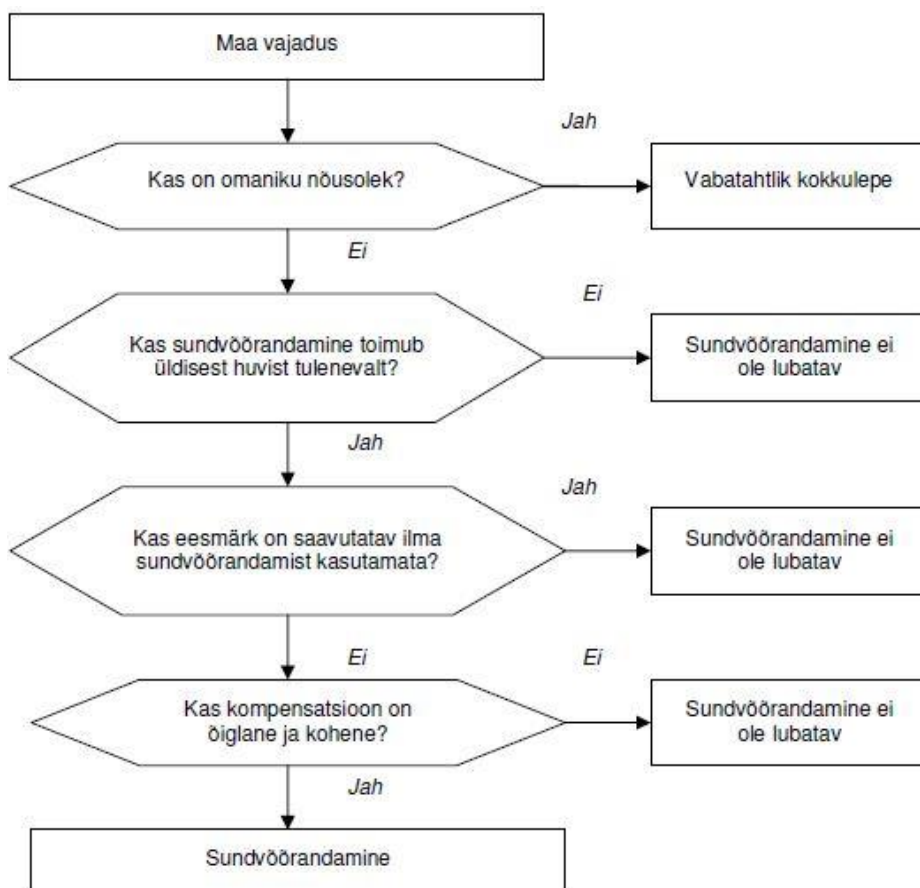 Maa vajadus
Jah
Kas on omaniku nõusolek?
Vabatahtlik kokkulepe
Ei
Ei
Kas sundvõõrandamine toimub
üldisest huvist tulenevalt?
Sundvõõrandamine ei
ole lubatav
Jah
Jah
Kas eesmärk on saavutatav ilma
sundvõõrandamist kasutamata?
Sundvõõrandamine ei
ole lubatav
Ei
Ei
Kas kompensatsioon on
õiglane ja kohene?
Sundvõõrandamine ei
ole lubatav
Jah
Sundvõõrandamine